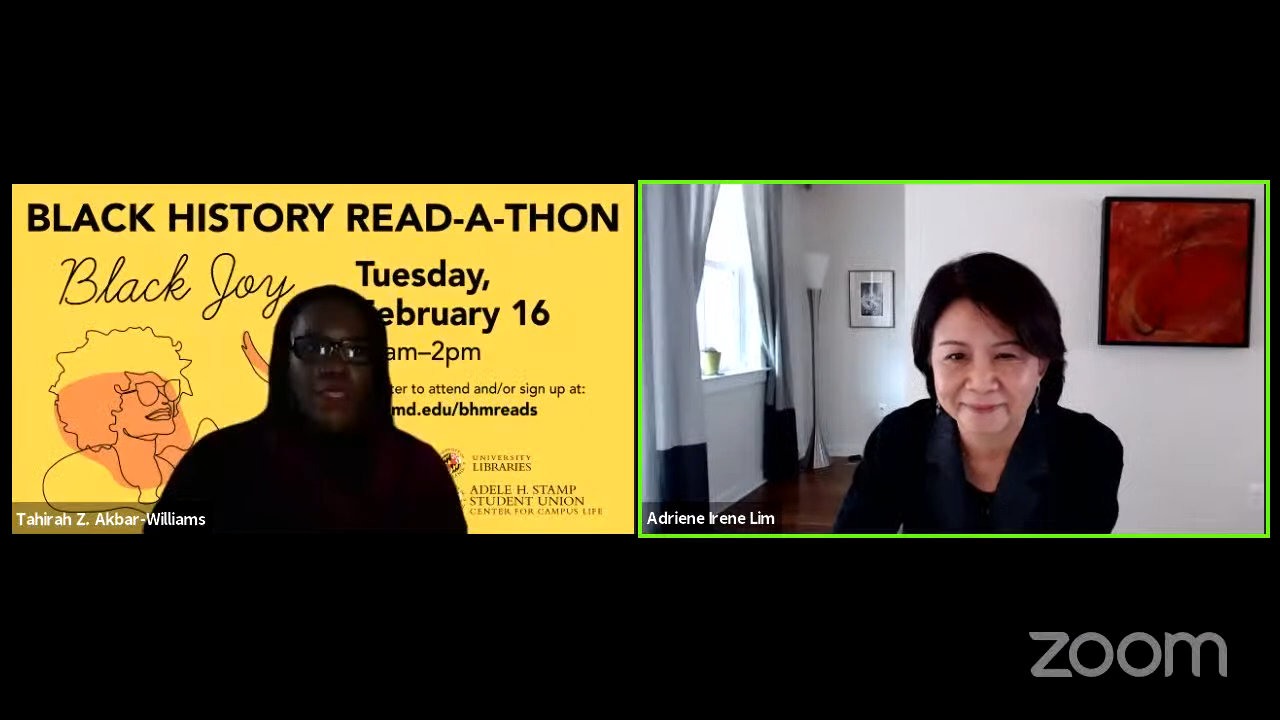 BLACK HISTORY READ-A-THON
Black Joy
Tuesday,
ebruary 16
am–2pm
ter to attend and/or sign up at:
md.edu/bhmreads
UNIVERSITY
LIBRARIES
ADELE H. STAMP
STUDENT UNION
CENTER FOR CAMPUS LIFE
Tahirah Z. Akbar-Williams
Adriene Irene Lim
zoom